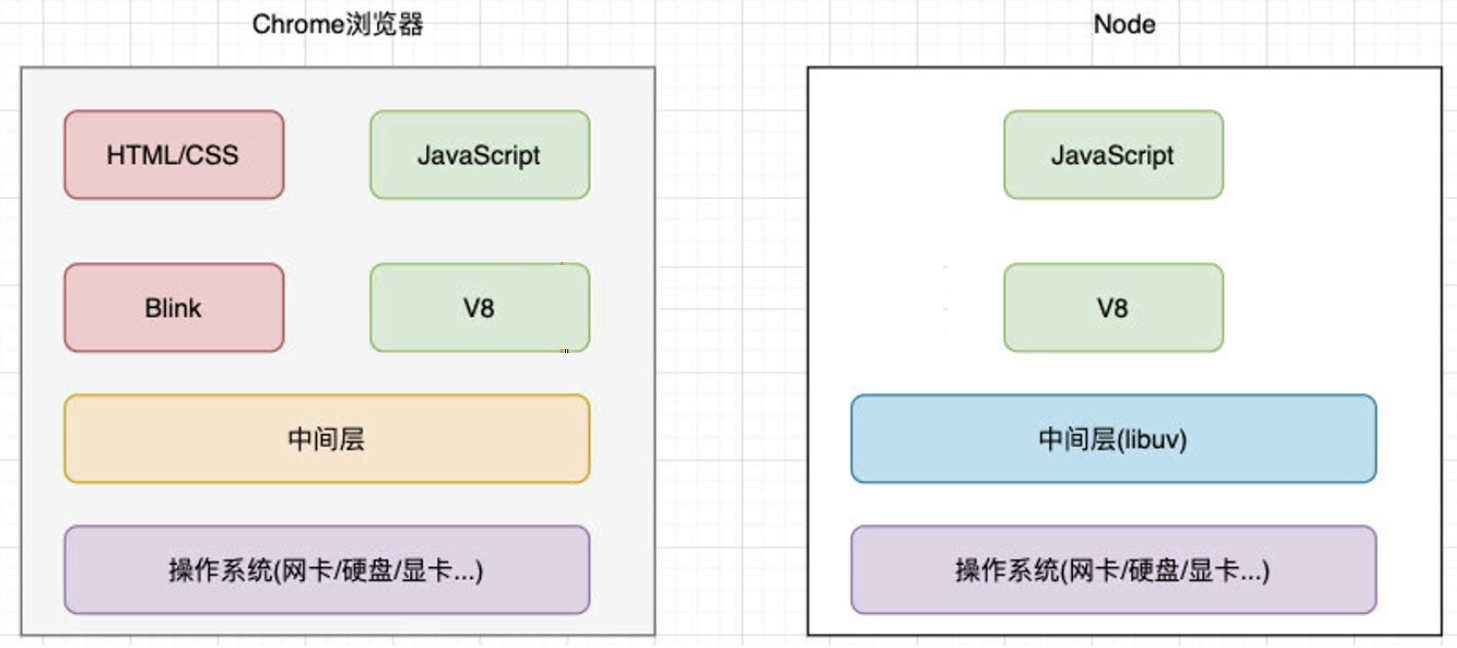 Chrome浏览器
HTML/CSS
JavaScript
Blink
V8
中间层
操作系统(网卡/硬盘/显卡...)
Node
JavaScript
V8
中间层(libuv)
操作系统(网卡/硬盘/显卡...)